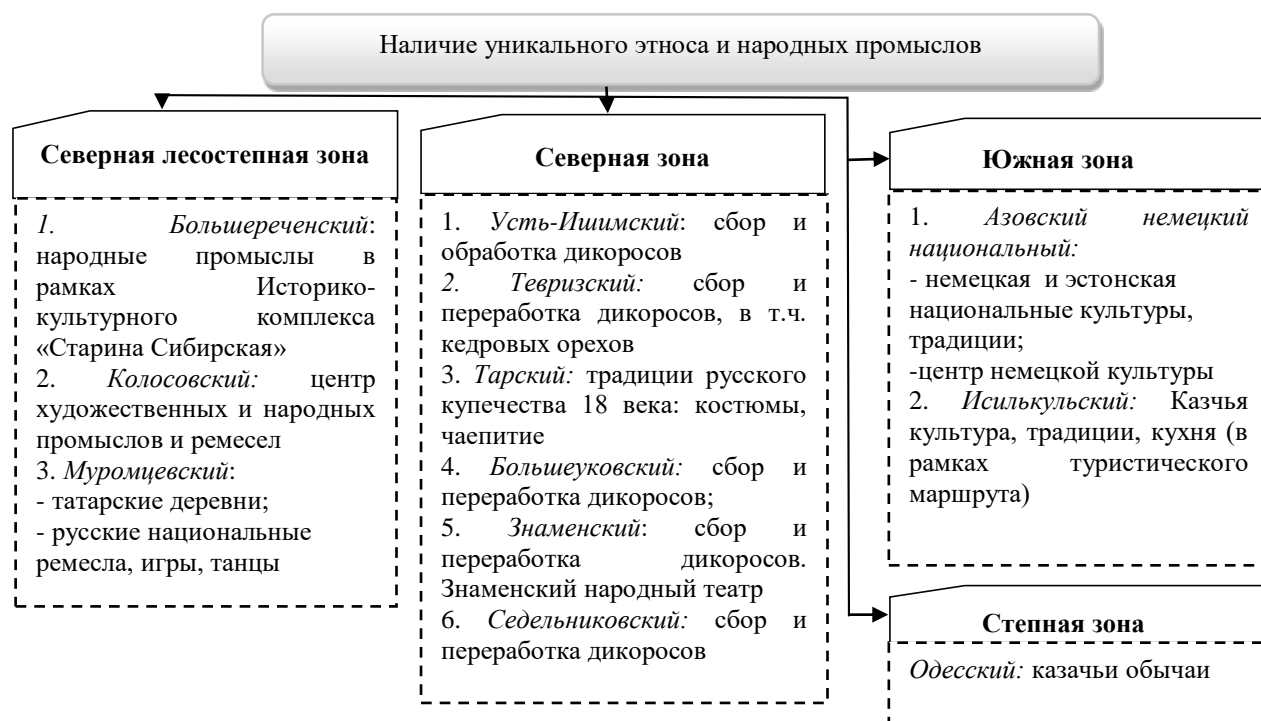 Наличие уникального этноса и народных промыслов
Северная лесостепная зона
1. Большереченский:
народные промыслы в
рамках Историко-
культурного комплекса
«Старина Сибирская»
2. Колосовский: центр
художественных и народных
промыслов и ремесел
3. Муромцевский:
- татарские деревни;
- русские национальные
ремесла, игры, танцы
Северная зона
1. Усть-Ишимский: сбор и
обработка дикоросов
2. Тевризский: сбор и
переработка дикоросов, в т.ч.
кедровых орехов
3. Тарский: традиции русского
купечества 18 века: костюмы,
чаепитие
4. Большеуковский: сбор и
переработка дикоросов;
5. Знаменский: сбор и
переработка дикоросов.
Знаменский народный театр
6. Седельниковский: сбор и
переработка дикоросов
Южная зона
1. Азовский немецкий
национальный:
- немецкая и эстонская
национальные культуры,
традиции;
-центр немецкой культуры
2. Исилькульский: Казчья
культура, традиции, кухня (в
рамках туристического
маршрута)
Степная зона
Одесский: казачьи обычаи